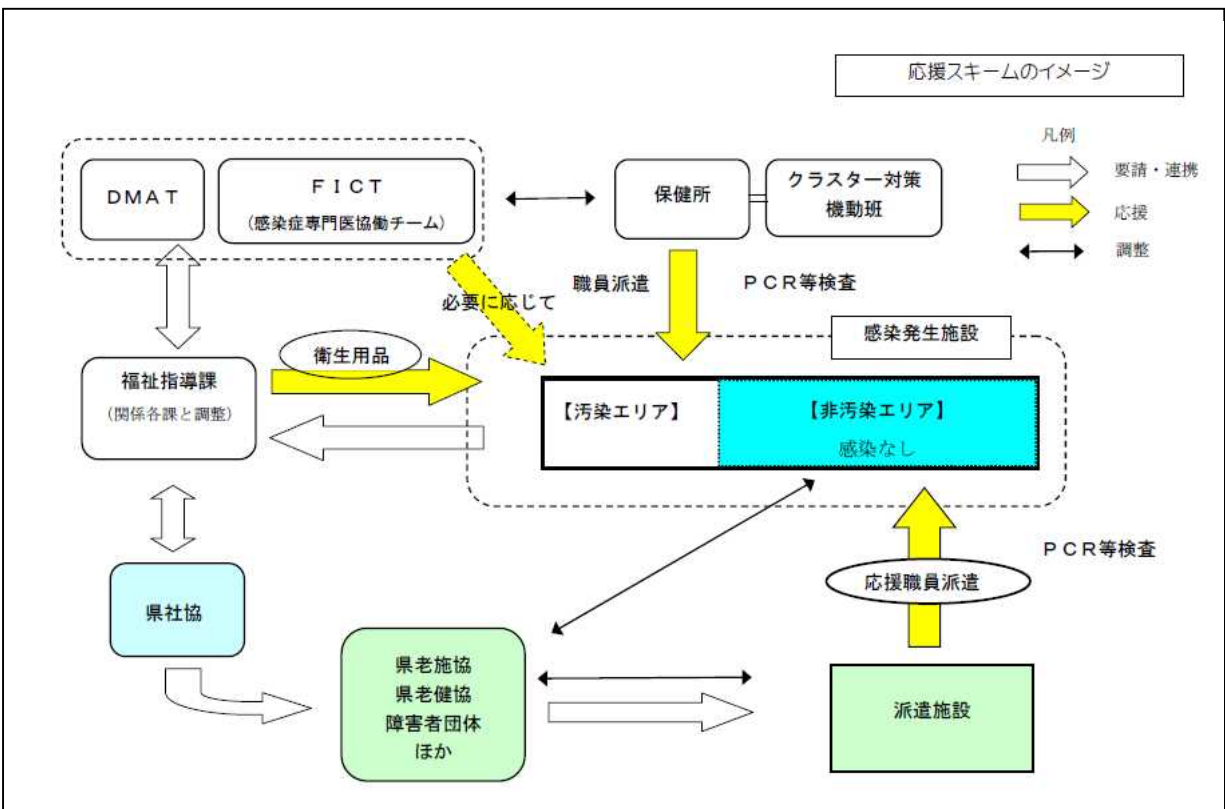 応援スキームのイメージ
凡例
要請・連携
応援
調整
DMAT
FICT
(感染症専門医協働チーム)
保健所
クラスター対策
機動班
必要に応じて
職員派遣
PCR等検査
感染発生施設
衛生用品
福祉指導課
(関係各課と調整)
【汚染エリア】
【非汚染エリア】
感染なし
PCR等検査
応援職員派遣
県社協
県老施協
県老健協
障害者団体
ほか
派遣施設